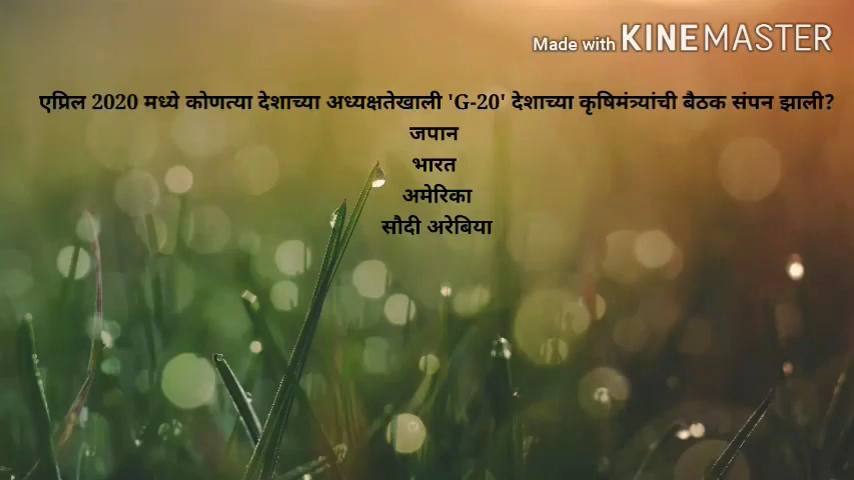 Made with KINEMASTER
एप्रिल 2020 मध्ये कोणत्या देशाच्या अध्यक्षतेखाली 'G-20' देशाच्या कृषिमंत्र्यांची बैठक संपन झाली?
जपान
भारत
अमेरिका
सौदी अरेबिया